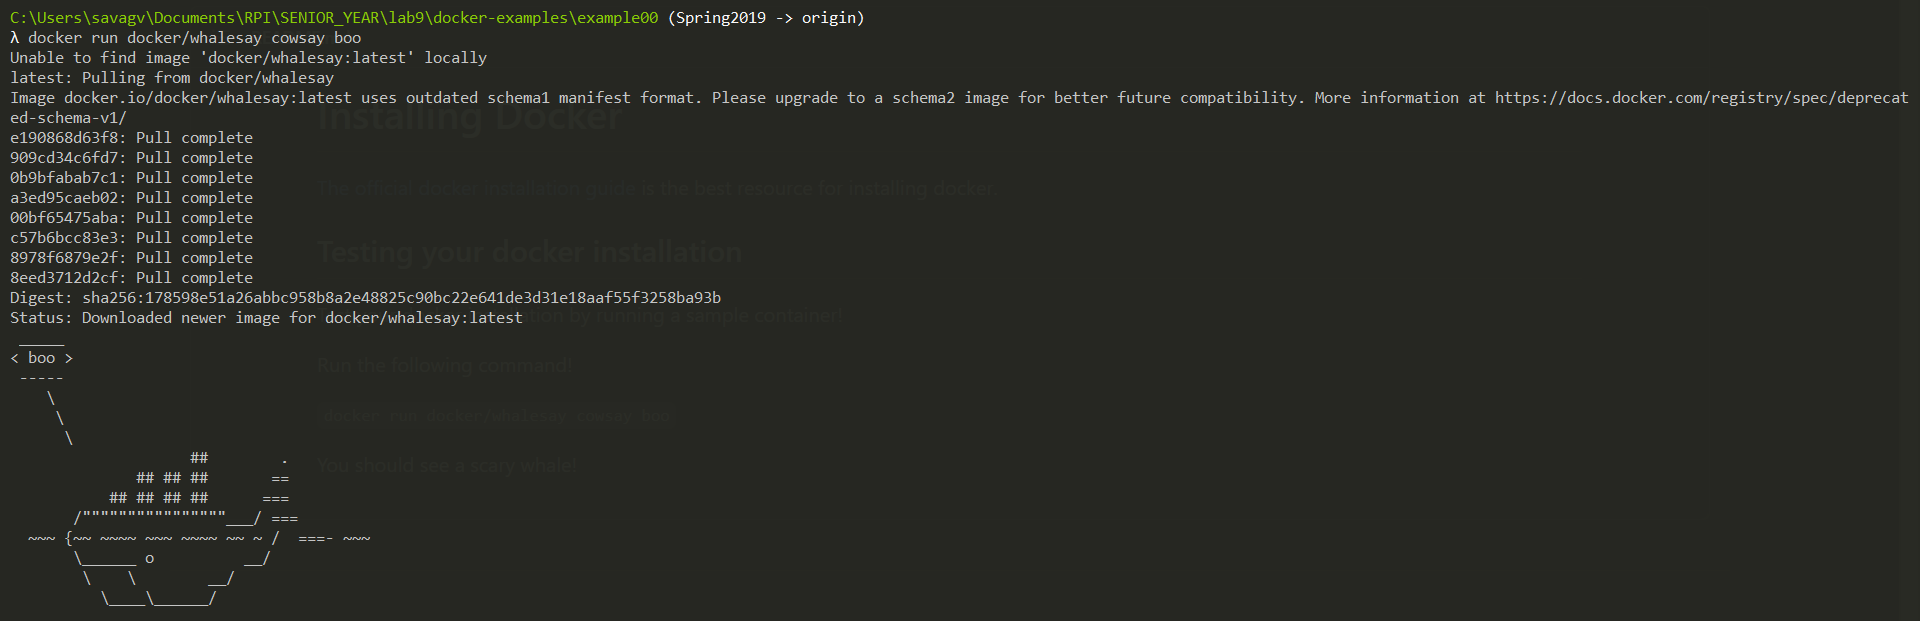 C:\Users\savagv\Documents\RPI\SENIOR_YEAR\lab9\docker-examples\example00 (Spring2019 -> origin)
λ docker run docker/whalesay cowsay boo
Unable to find image 'docker/whalesay:latest' locally
latest: Pulling from docker/whalesay
Image docker.io/docker/whalesay:latest uses outdated schema1 manifest format. Please upgrade to a schema2 image for better future compatibility. More information at https://docs.docker.com/registry/spec/deprecat
ed-schema-v1/
Installing Docker
e190868d63f8: Pull complete
909cd34c6fd7: Pull complete
0b9bfabab7c1: Pull complete
The official docker installation guide is the best resource for installing docker.
a3ed95caeb02: Pull complete
00bf65475aba: Pull complete
c57b6bcc83e3: Pull complete
Testing your docker installation
8978f6879e2f: Pull complete
8eed3712d2cf: Pull complete
Digest: sha256:178598e51a26abbc958b8a2e48825c90bc22e641de3d31e18aaf55f3258ba93b
Status: Downloaded newer image for docker/whalesay:latest
by running a sample container!
 _____
< boo >
 -----
Run the following command!
    \
     \
docker run docker/whalesay cowsay boo
      \
                    ##        .
You should see a scary whale!
              ## ## ##       ==
           ## ## ## ##      ===
       /""""""""""""""""___/ ===
  ~~~ {~~ ~~~~ ~~~ ~~~~ ~~ ~ /  ===- ~~~
       \______ o          __/
        \    \        __/
          \____\______/